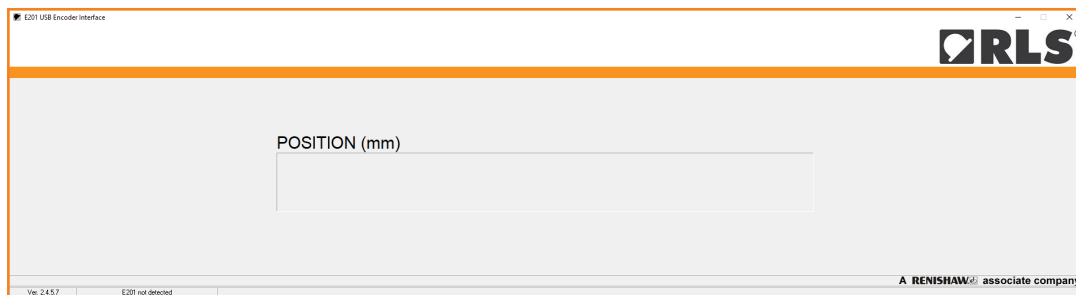 E201 USB Encoder Interface
RLS®
POSITION (mm)
A RENISHAW associate company
Ver. 2.4.5.7 E201 not detected